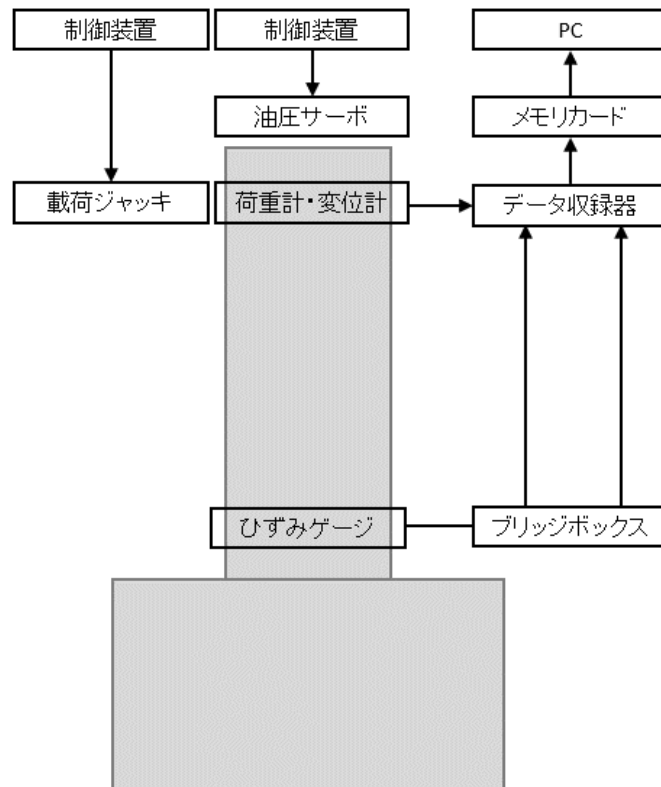 制御装置
制御装置
PC
油圧サーボ
メモリカード
載荷ジャッキ
荷重計・変位計
データ収録器
ひずみゲージ
ブリッジボックス